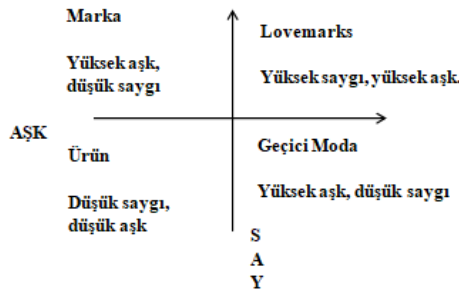 Marka
Yüksek aşk,
düşük saygı
Lovemarks
Yüksek saygı, yüksek aşk.
AŞK
Ürün
Düşük saygı,
düşük aşk
Geçici Moda
Yüksek aşk, düşük saygı
S
A
Y